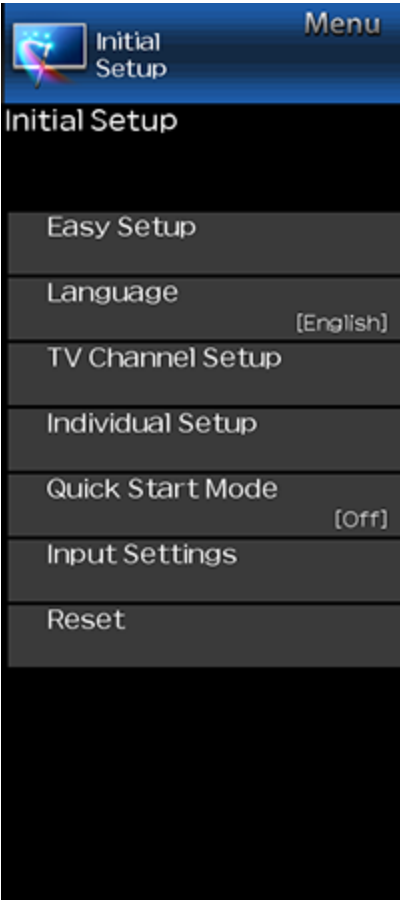 Menu
Initial
Setup
Initial Setup
Easy Setup
Language
[English]
TV Channel Setup
Individual Setup
Quick Start Mode
[Off]
Input Settings
Reset